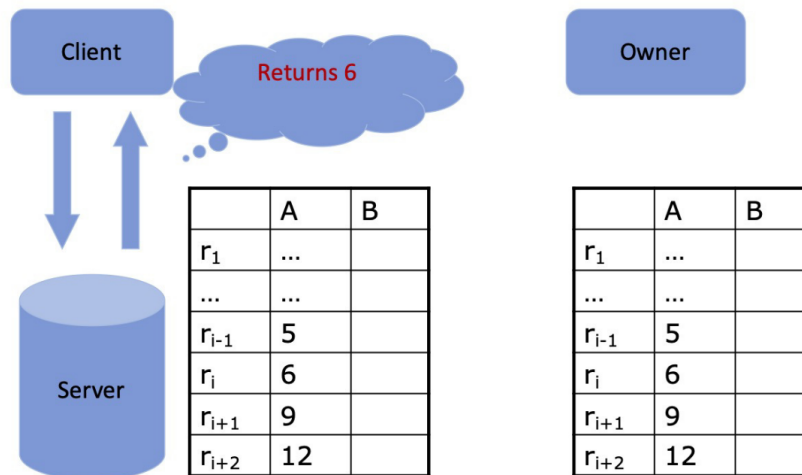 Client
Returns 6
Owner
Server
A B
r₁ ...
... ...
rᵢ₋₁ 5
rᵢ 6
rᵢ₊₁ 9
rᵢ₊₂ 12
A B
r₁ ...
... ...
rᵢ₋₁ 5
rᵢ 6
rᵢ₊₁ 9
rᵢ₊₂ 12